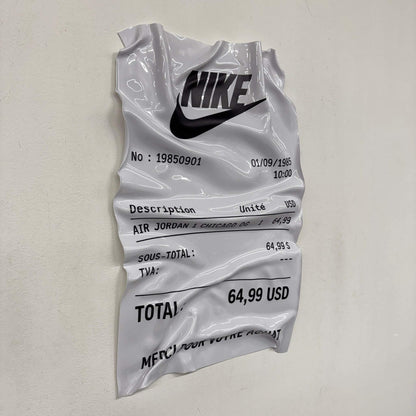 NIKE
No : 19850901
01/09/1985
10:00
Description Unité USD
AIR JORDAN 1 CHICAGO OG 1 64,99
SOUS-TOTAL: 64,99 $
TVA: ---
TOTAL: 64,99 USD
MERCI POUR VOTRE ACHAT